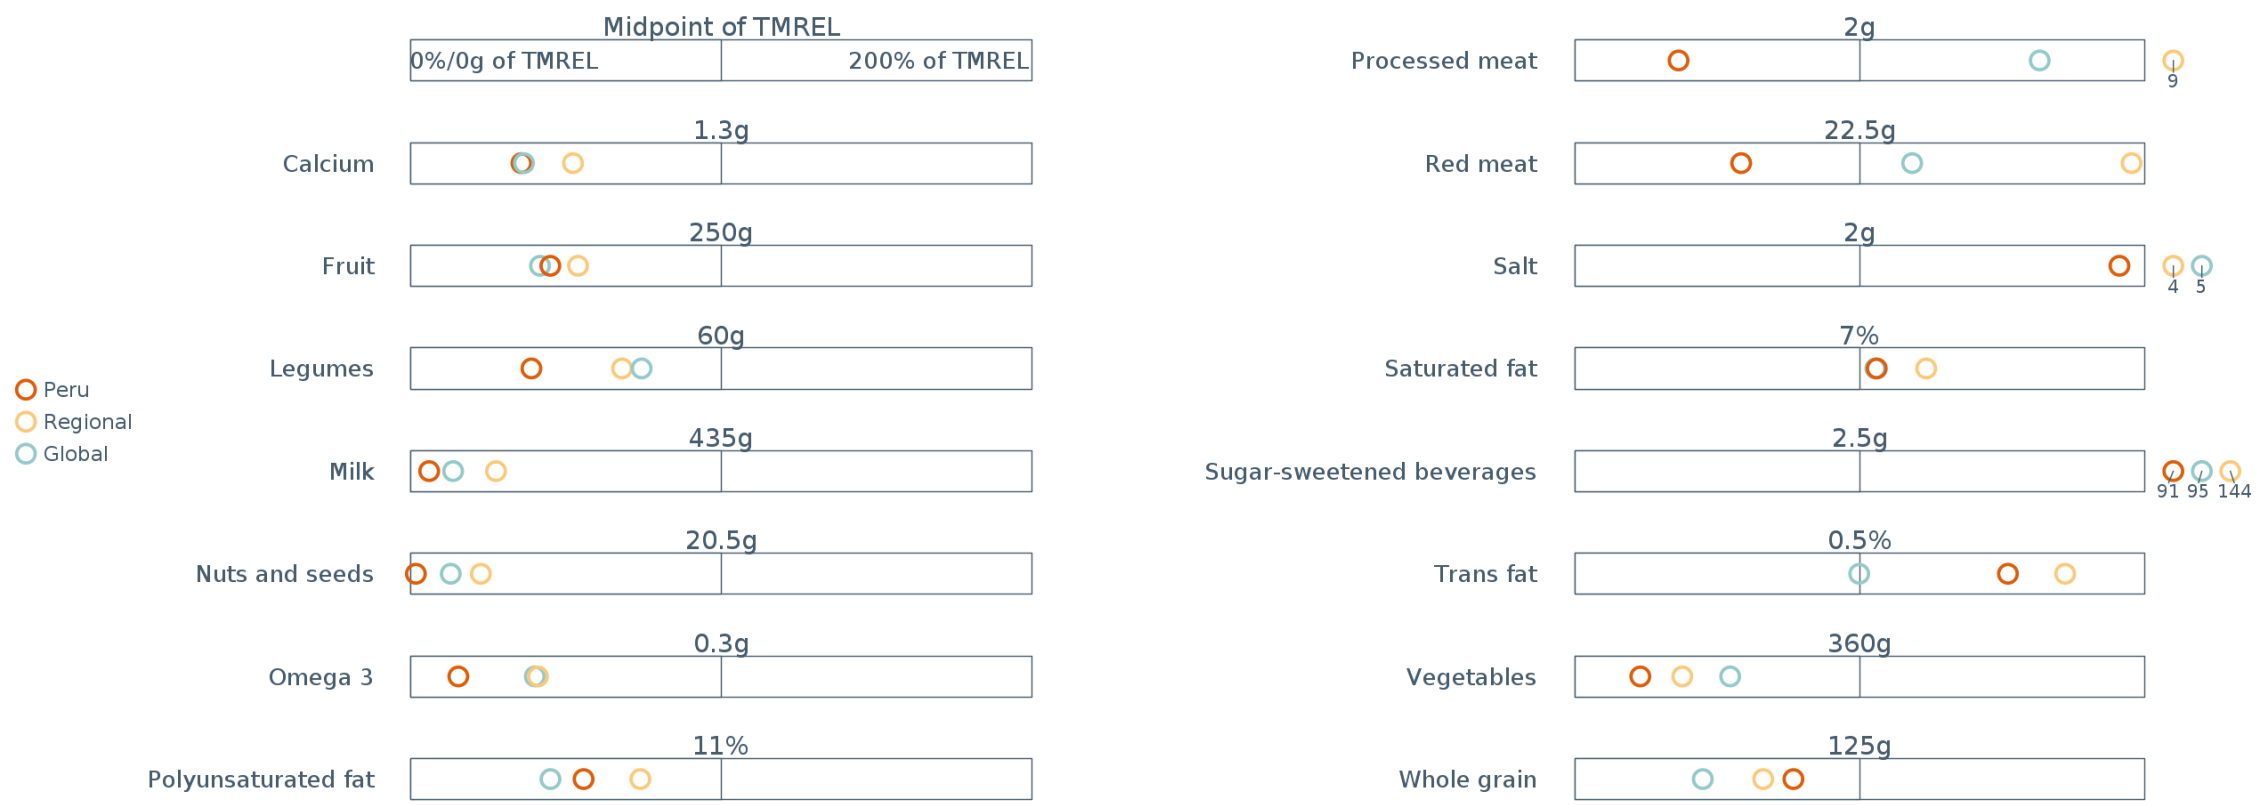 Midpoint of TMREL
0%/0g of TMREL 200% of TMREL
1.3g
Calcium
250g
Fruit
60g
Legumes
435g
Milk
20.5g
Nuts and seeds
0.3g
Omega 3
11%
Polyunsaturated fat
Peru
Regional
Global
2g
Processed meat
9
22.5g
Red meat
2g
Salt
4 5
7%
Saturated fat
2.5g
Sugar-sweetened beverages
91 95 144
0.5%
Trans fat
360g
Vegetables
125g
Whole grain